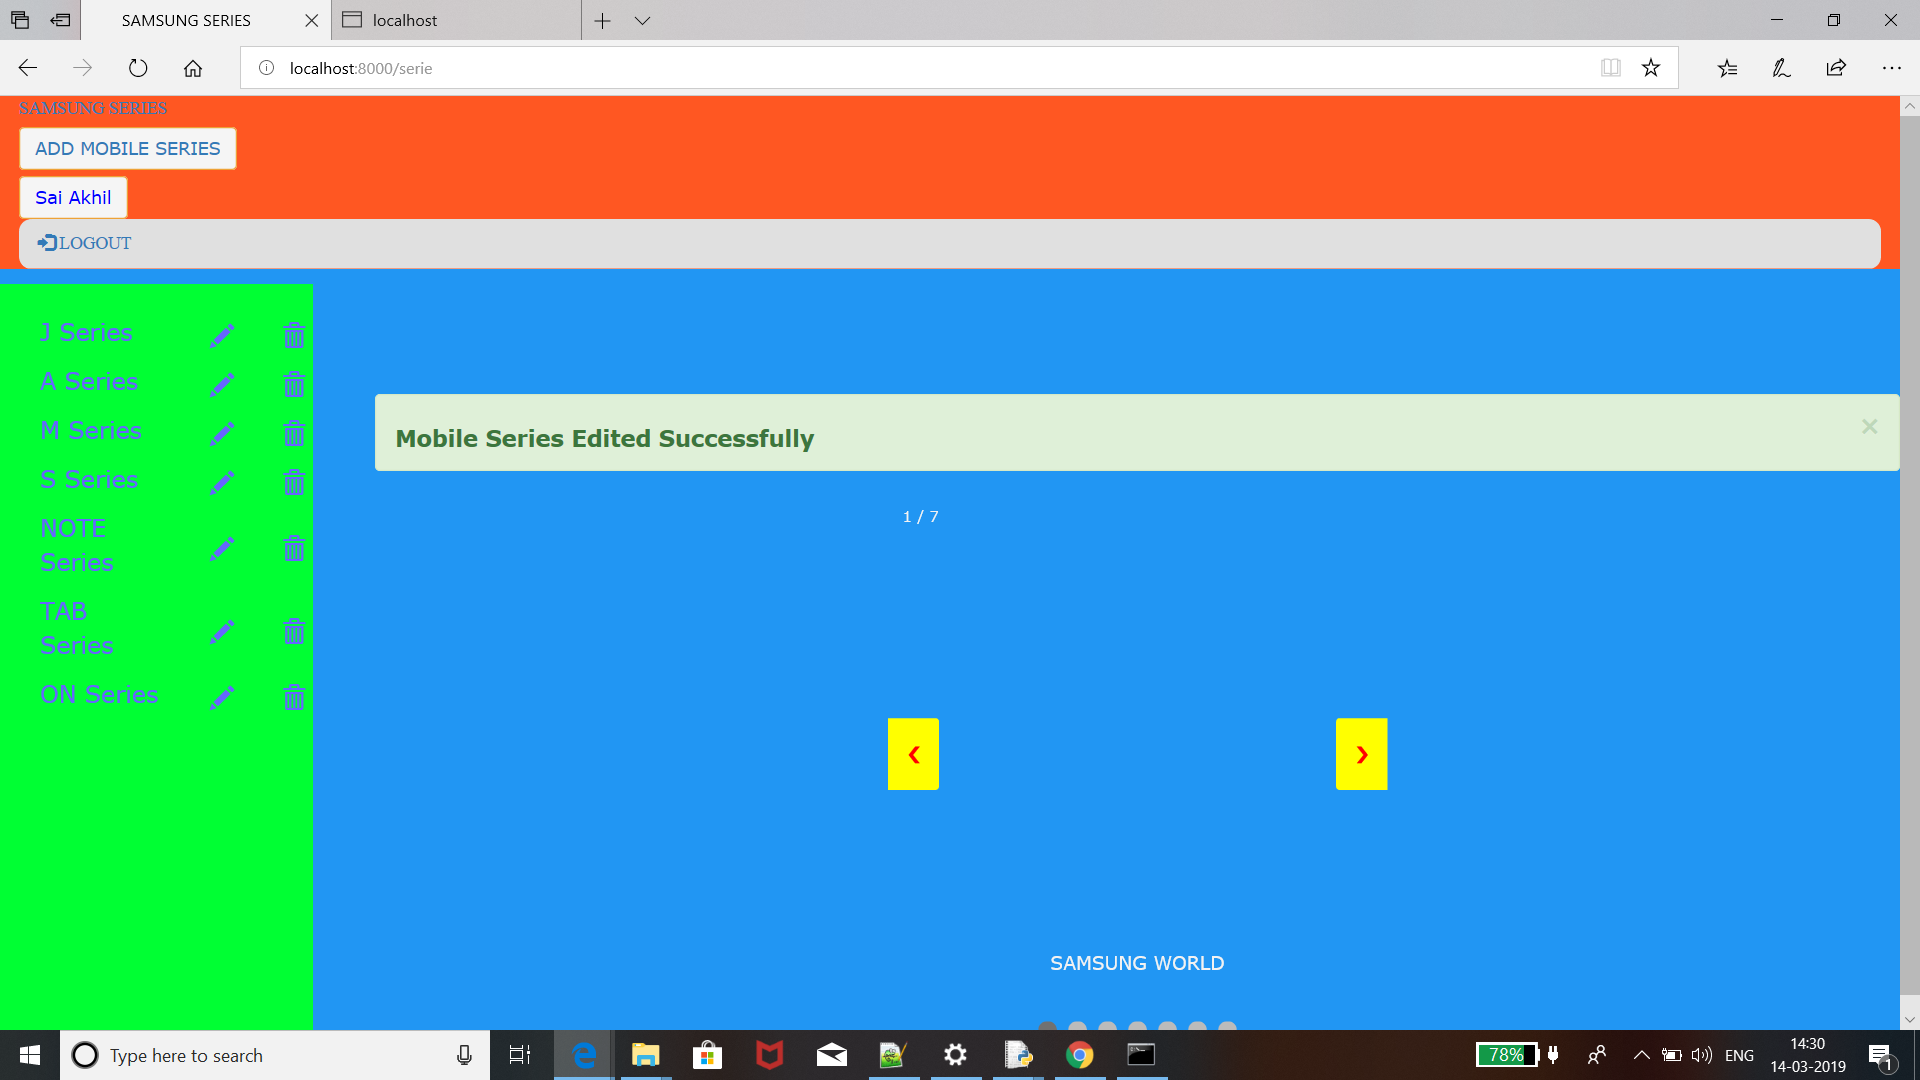 SAMSUNG SERIES
localhost
localhost:8000/serie
SAMSUNG SERIES
ADD MOBILE SERIES
Sai Akhil
LOGOUT
J Series
A Series
M Series
S Series
NOTE
Series
TAB
Series
ON Series
Mobile Series Edited Successfully
×
1 / 7
❮
❯
SAMSUNG WORLD
Type here to search
78%
ENG
14:30
14-03-2019
1